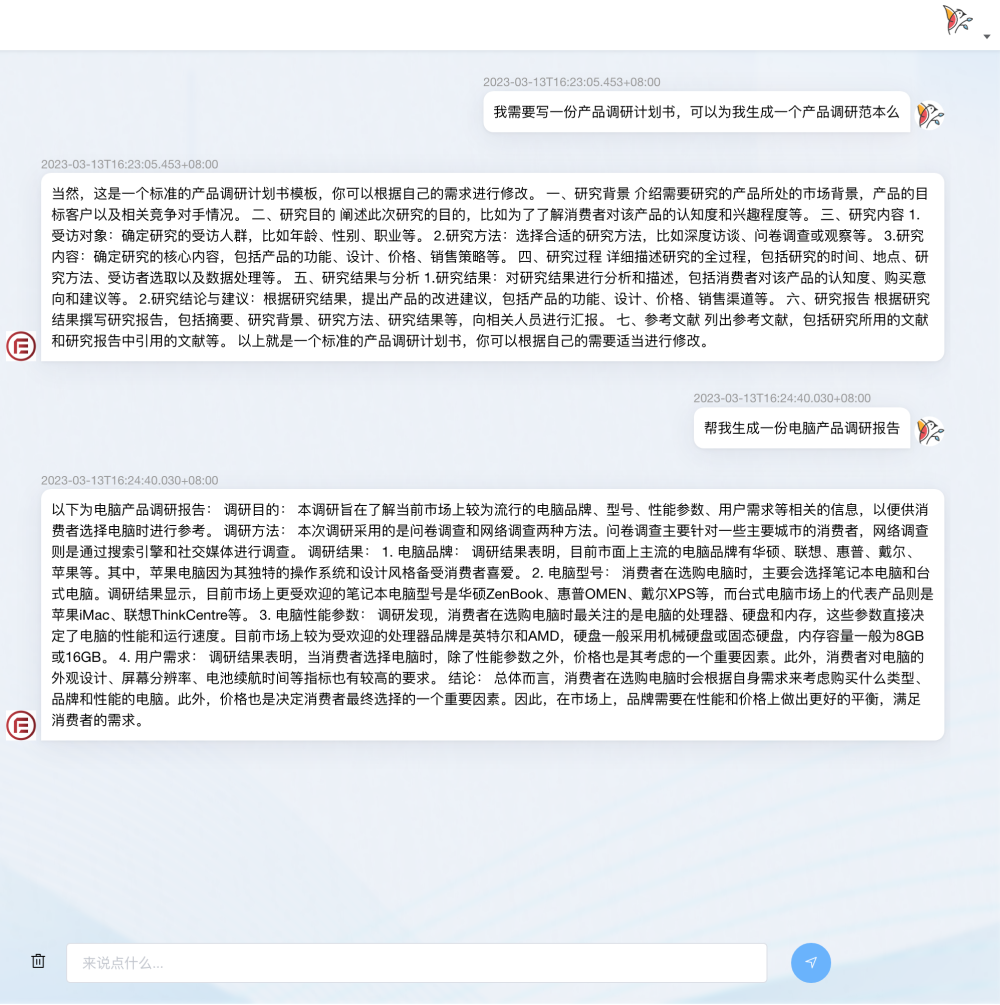 2023-03-13T16:23:05.453+08:00
我需要写一份产品调研计划书，可以为我生成一个产品调研范本么
2023-03-13T16:23:05.453+08:00
当然，这是一个标准的产品调研计划书模板，你可以根据自己的需求进行修改。 一、研究背景 介绍需要研究的产品所处的市场背景，产品的目
标客户以及相关竞争对手情况。 二、研究目的 阐述此次研究的目的，比如为了了解消费者对该产品的认知度和兴趣程度等。 三、研究内容 1.
受访对象：确定研究的受访人群，比如年龄、性别、职业等。 2.研究方法：选择合适的研究方法，比如深度访谈、问卷调查或观察等。 3.研究
内容：确定研究的核心内容，包括产品的功能、设计、价格、销售策略等。 四、研究过程 详细描述研究的全过程，包括研究的时间、地点、研
究方法、受访者选取以及数据处理等。 五、研究结果与分析 1.研究结果：对研究结果进行分析和描述，包括消费者对该产品的认知度、购买意
向和建议等。 2.研究结论与建议：根据研究结果，提出产品的改进建议，包括产品的功能、设计、价格、销售渠道等。 六、研究报告 根据研究
结果撰写研究报告，包括摘要、研究背景、研究方法、研究结果等，向相关人员进行汇报。 七、参考文献 列出参考文献，包括研究所用的文献
和研究报告中引用的文献等。 以上就是一个标准的产品调研计划书，你可以根据自己的需要适当进行修改。
2023-03-13T16:24:40.030+08:00
帮我生成一份电脑产品调研报告
2023-03-13T16:24:40.030+08:00
以下为电脑产品调研报告： 调研目的： 本调研旨在了解当前市场上较为流行的电脑品牌、型号、性能参数、用户需求等相关的信息，以便供消
费者选择电脑时进行参考。 调研方法： 本次调研采用的是问卷调查和网络调查两种方法。问卷调查主要针对一些主要城市的消费者，网络调查
则是通过搜索引擎和社交媒体进行调查。 调研结果： 1. 电脑品牌： 调研结果表明，目前市面上主流的电脑品牌有华硕、联想、惠普、戴尔、
苹果等。其中，苹果电脑因为其独特的操作系统和设计风格备受消费者喜爱。 2. 电脑型号： 消费者在选购电脑时，主要会选择笔记本电脑和台
式电脑。调研结果显示，目前市场上更受欢迎的笔记本电脑型号是华硕ZenBook、惠普OMEN、戴尔XPS等，而台式电脑市场上的代表产品则是
苹果iMac、联想ThinkCentre等。 3. 电脑性能参数： 调研发现，消费者在选购电脑时最关注的是电脑的处理器、硬盘和内存，这些参数直接决
定了电脑的性能和运行速度。目前市场上较为受欢迎的处理器品牌是英特尔和AMD，硬盘一般采用机械硬盘或固态硬盘，内存容量一般为8GB
或16GB。 4. 用户需求： 调研结果表明，当消费者选择电脑时，除了性能参数之外，价格也是其考虑的一个重要因素。此外，消费者对电脑的
外观设计、屏幕分辨率、电池续航时间等指标也有较高的要求。 结论： 总体而言，消费者在选购电脑时会根据自身需求来考虑购买什么类型、
品牌和性能的电脑。此外，价格也是决定消费者最终选择的一个重要因素。因此，在市场上，品牌需要在性能和价格上做出更好的平衡，满足
消费者的需求。
来说点什么...